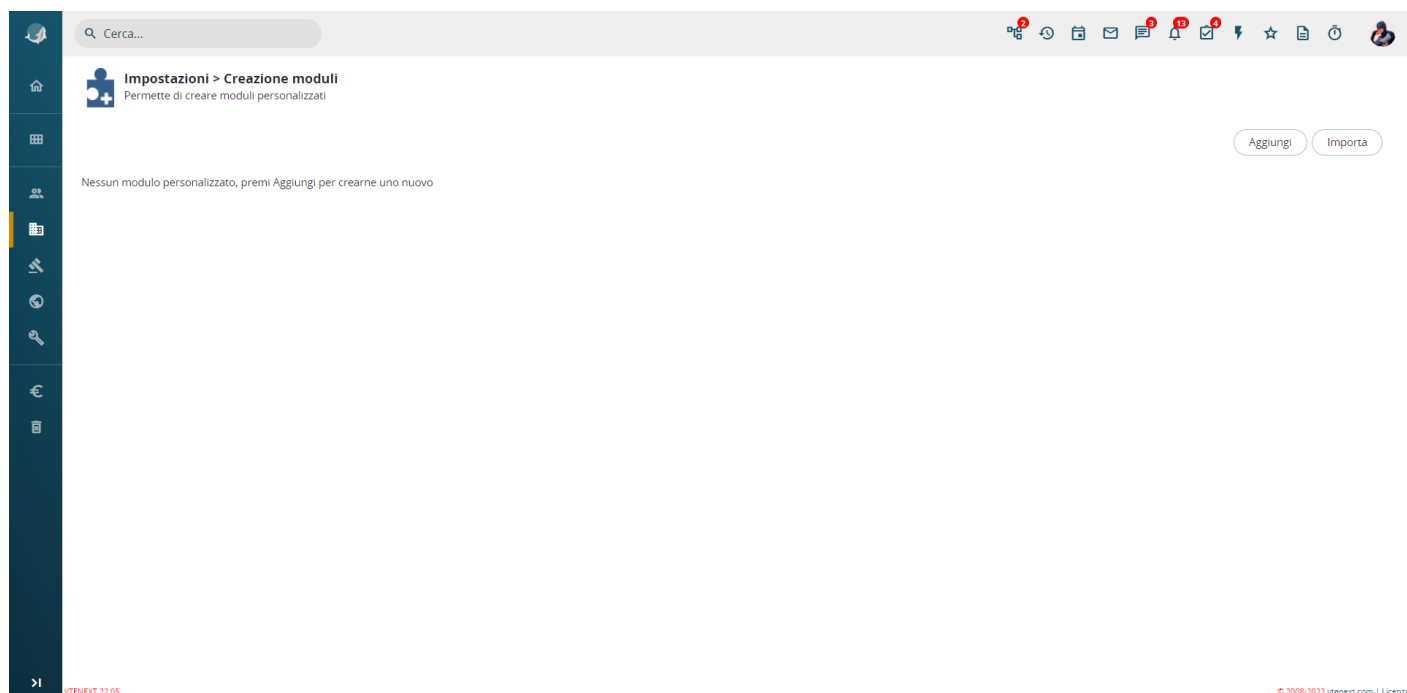 Cerca...
2
3
13
4
Impostazioni > Creazione moduli
Permette di creare moduli personalizzati
Aggiungi
Importa
Nessun modulo personalizzato, premi Aggiungi per crearne uno nuovo
VTENEXT 22.05
© 2008-2022 vtenext.com | Licenza